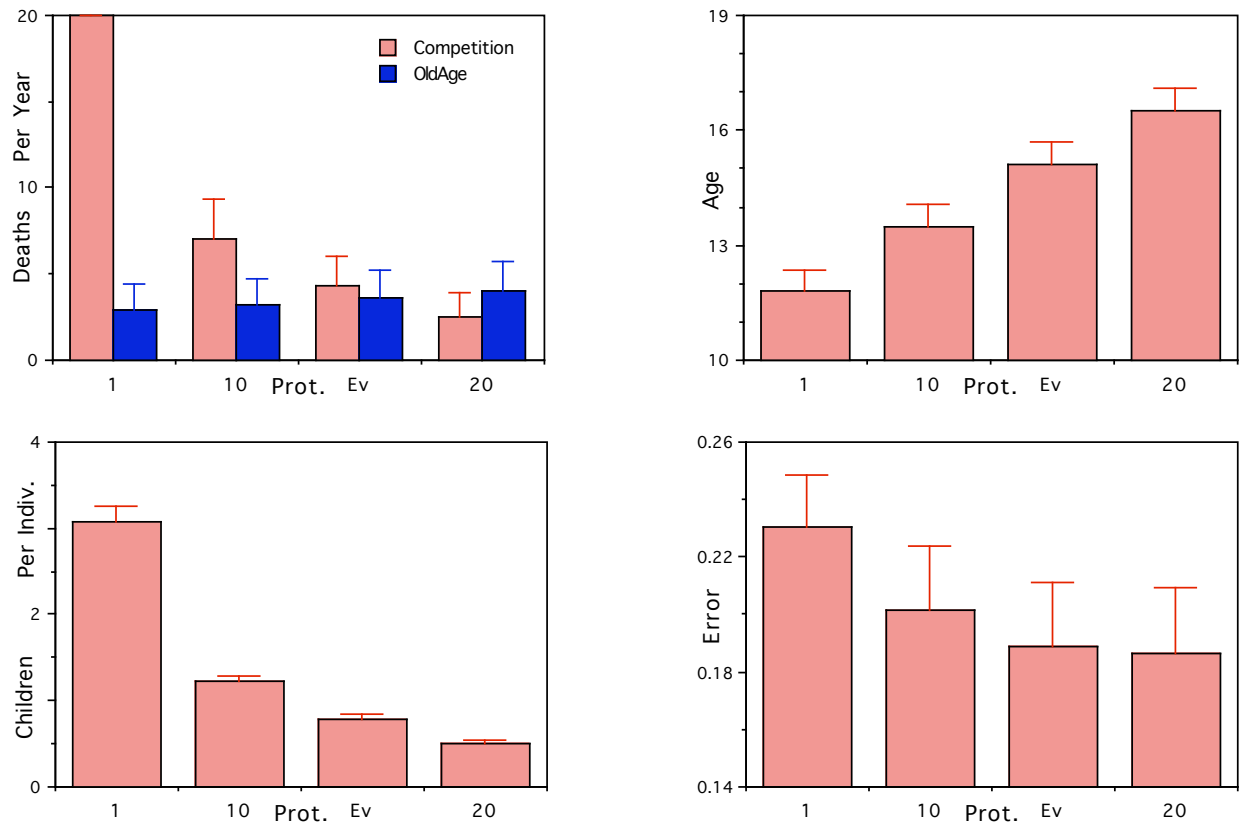 20
10
0
Deaths Per Year
Competition
OldAge
1 10 Prot. Ev 20
19
16
13
10
Age
1 10 Prot. Ev 20
4
2
0
Children Per Indiv.
1 10 Prot. Ev 20
0.26
0.22
0.18
0.14
Error
1 10 Prot. Ev 20